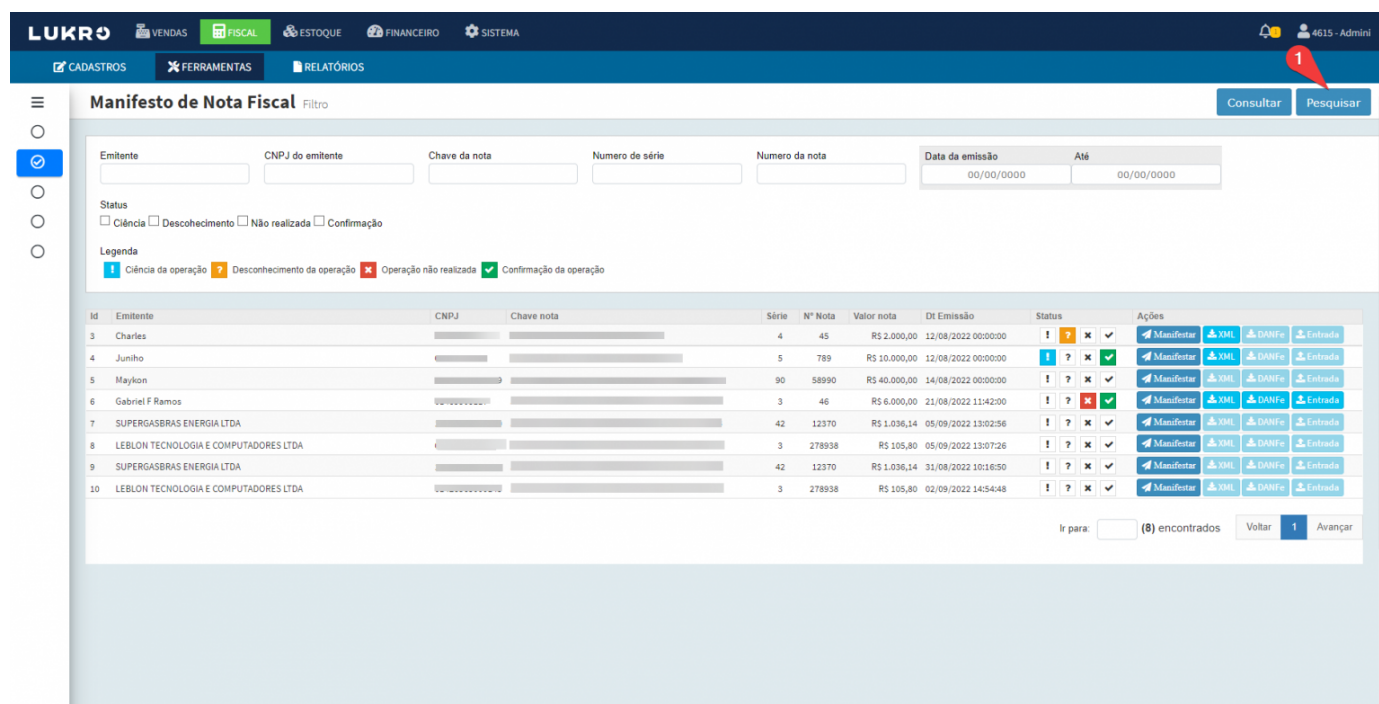 LUKRO VENDAS FISCAL ESTOQUE FINANCEIRO SISTEMA 4615 - Admini
CADASTROS FERRAMENTAS RELATÓRIOS
1
Manifesto de Nota Fiscal Filtro Consultar Pesquisar
Emitente CNPJ do emitente Chave da nota Numero de série Numero da nota Data da emissão Até
00/00/0000 00/00/0000
Status
Ciência Descohecimento Não realizada Confirmação
Legenda
! Ciência da operação ? Desconhecimento da operação Operação não realizada Confirmação da operação
Id Emitente CNPJ Chave nota Série N° Nota Valor nota Dt Emissão Status Ações
3 Charles 4 45 R$ 2.000,00 12/08/2022 00:00:00 ! ? Manifestar XML DANFe Entrada
4 Juniho 5 789 R$ 10.000,00 12/08/2022 00:00:00 ! ? Manifestar XML DANFe Entrada
5 Maykon 90 58990 R$ 40.000,00 14/08/2022 00:00:00 ! ? Manifestar XML DANFe Entrada
6 Gabriel F Ramos 3 46 R$ 6.000,00 21/08/2022 11:42:00 ! ? Manifestar XML DANFe Entrada
7 SUPERGASBRAS ENERGIA LTDA 42 12370 R$ 1.036,14 05/09/2022 13:02:56 ! ? Manifestar XML DANFe Entrada
8 LEBLON TECNOLOGIA E COMPUTADORES LTDA 3 278938 R$ 105,80 05/09/2022 13:07:26 ! ? Manifestar XML DANFe Entrada
9 SUPERGASBRAS ENERGIA LTDA 42 12370 R$ 1.036,14 31/08/2022 10:16:50 ! ? Manifestar XML DANFe Entrada
10 LEBLON TECNOLOGIA E COMPUTADORES LTDA 3 278938 R$ 105,80 02/09/2022 14:54:48 ! ? Manifestar XML DANFe Entrada
Ir para: (8) encontrados Voltar 1 Avançar